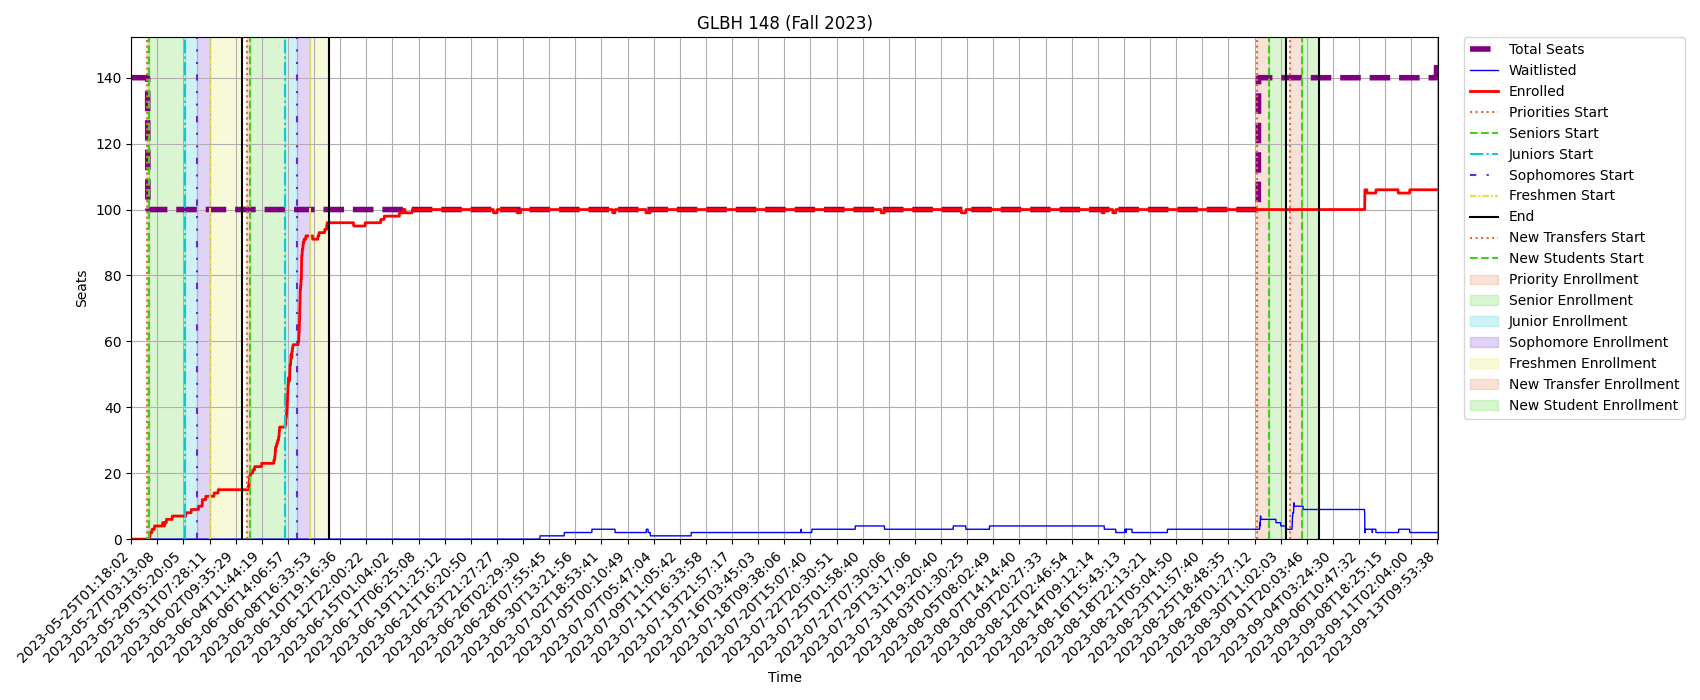 GLBH 148 (Fall 2023)
Seats
140
120
100
80
60
40
20
0
2023-05-25T01:18:02
2023-05-27T03:13:08
2023-05-29T05:20:05
2023-05-31T07:28:11
2023-06-02T09:35:29
2023-06-04T11:44:19
2023-06-06T14:06:57
2023-06-08T16:33:53
2023-06-10T19:16:36
2023-06-12T22:00:22
2023-06-15T01:04:02
2023-06-17T06:25:08
2023-06-19T11:25:12
2023-06-21T16:20:50
2023-06-23T21:27:27
2023-06-26T02:29:30
2023-06-28T07:55:45
2023-06-30T13:21:56
2023-07-02T18:53:41
2023-07-05T00:10:49
2023-07-07T05:47:04
2023-07-09T11:05:42
2023-07-11T16:33:58
2023-07-13T21:57:17
2023-07-16T03:45:03
2023-07-18T09:38:06
2023-07-20T15:07:40
2023-07-22T20:30:51
2023-07-25T01:58:40
2023-07-27T07:30:06
2023-07-29T13:17:06
2023-07-31T19:20:40
2023-08-03T01:30:25
2023-08-05T08:02:49
2023-08-07T14:14:40
2023-08-09T20:27:33
2023-08-12T02:46:54
2023-08-14T09:12:14
2023-08-16T15:43:13
2023-08-18T22:13:21
2023-08-21T05:04:50
2023-08-23T11:57:40
2023-08-25T18:48:35
2023-08-28T01:27:12
2023-08-30T11:02:03
2023-09-01T20:03:46
2023-09-04T03:24:30
2023-09-06T10:47:32
2023-09-08T18:25:15
2023-09-11T02:04:00
2023-09-13T09:53:38
Time
Total Seats
Waitlisted
Enrolled
Priorities Start
Seniors Start
Juniors Start
Sophomores Start
Freshmen Start
End
New Transfers Start
New Students Start
Priority Enrollment
Senior Enrollment
Junior Enrollment
Sophomore Enrollment
Freshmen Enrollment
New Transfer Enrollment
New Student Enrollment